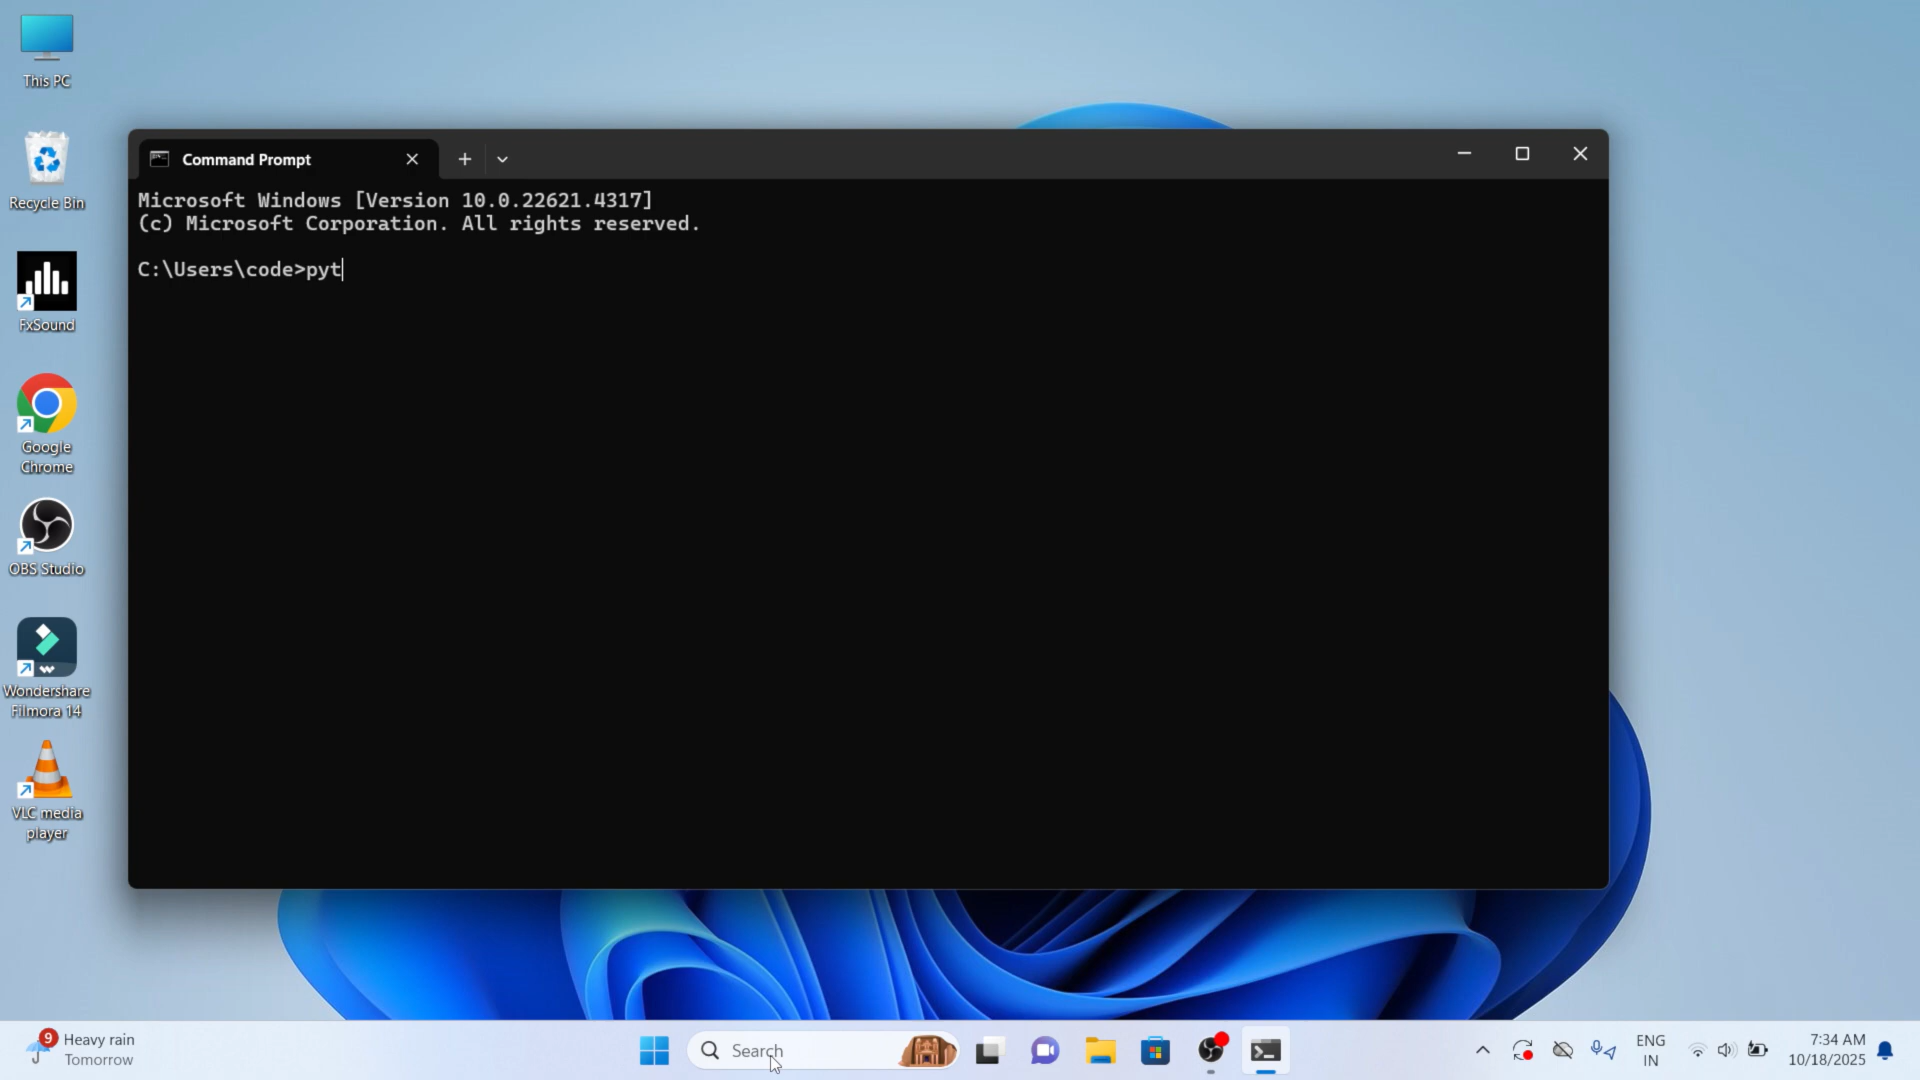 This PC
Recycle Bin
FxSound
Google
Chrome
OBS Studio
Wondershare
Filmora 14
VLC media
player
Command Prompt
Microsoft Windows [Version 10.0.22621.4317]
(c) Microsoft Corporation. All rights reserved.
C:\Users\code>pyt
9
Heavy rain
Tomorrow
Search
ENG
IN
7:34 AM
10/18/2025